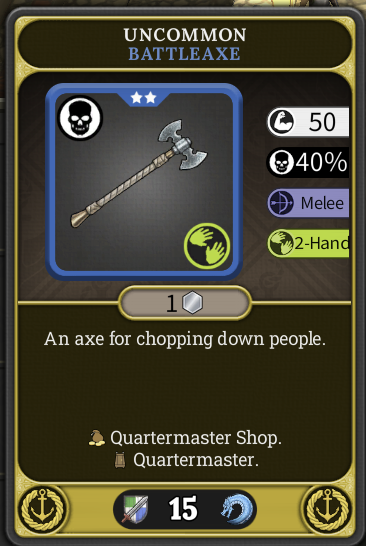 UNCOMMON
BATTLEAXE
50
40%
Melee
2-Hand
1
An axe for chopping down people.
Quartermaster Shop.
Quartermaster.
15